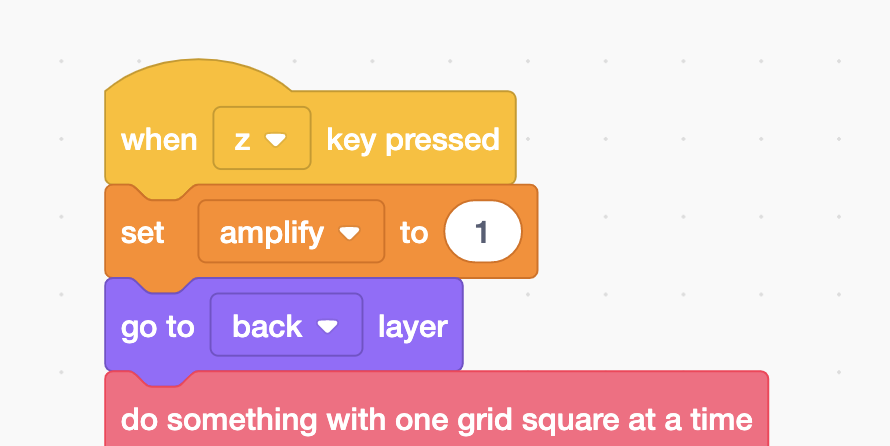 when z key pressed
set amplify to 1
go to back layer
do something with one grid square at a time